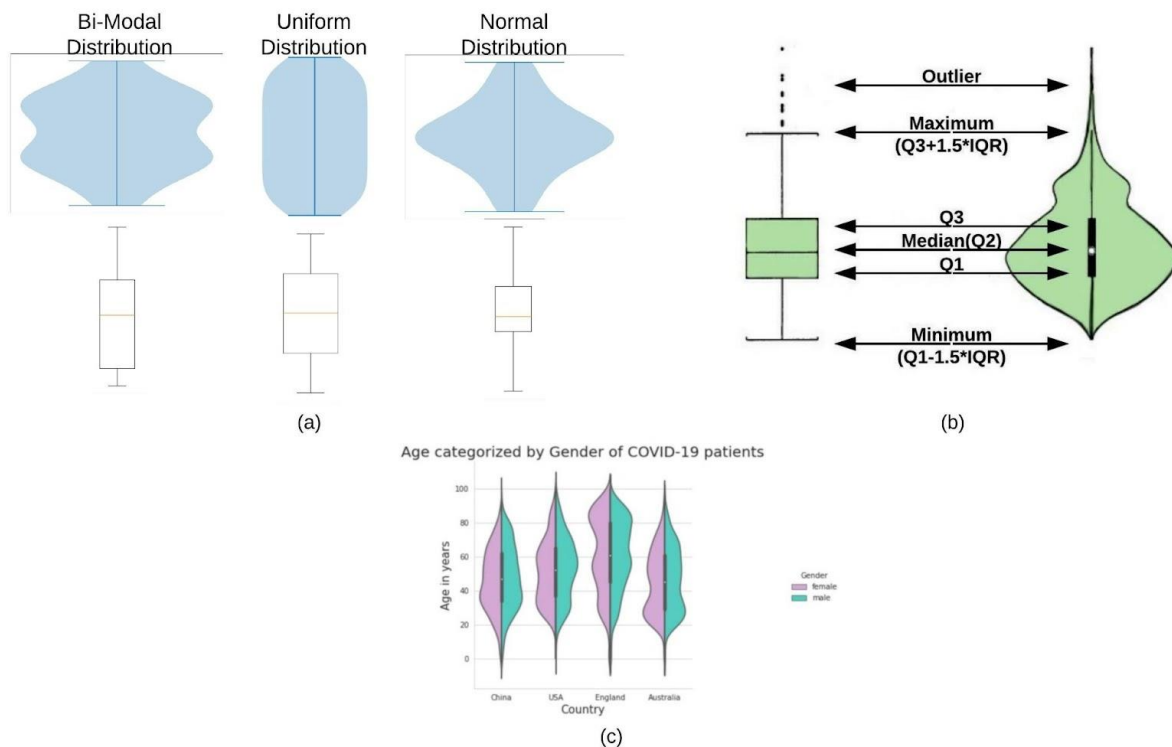 Bi-Modal
Distribution
Uniform
Distribution
Normal
Distribution
(a)
Outlier
Maximum
(Q3+1.5*IQR)
Q3
Median(Q2)
Q1
Minimum
(Q1-1.5*IQR)
(b)
Age categorized by Gender of COVID-19 patients
Age in years
100
80
60
40
20
0
China
USA
England
Australia
Country
Gender
female
male
(c)